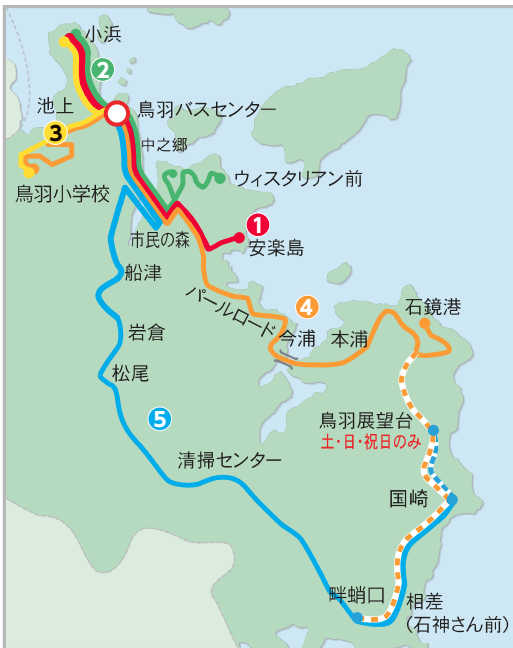 小浜
2
池上
鳥羽バスセンター
3
中之郷
鳥羽小学校
ウィスタリアン前
1
市民の森
安楽島
船津
パールロード
4
石鏡港
岩倉
今浦
本浦
松尾
5
鳥羽展望台
土・日・祝日のみ
清掃センター
国崎
畔蛸口
相差
(石神さん前)